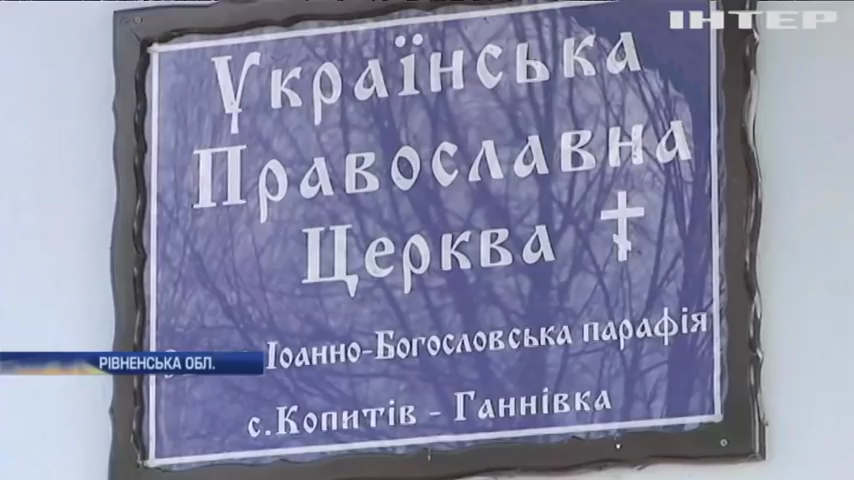 ІНТЕР
Українська
Православна
Церква
Іоанно-Богословська парафія
РІВНЕНСЬКА ОБЛ.
с.Копитів - Ганнівка